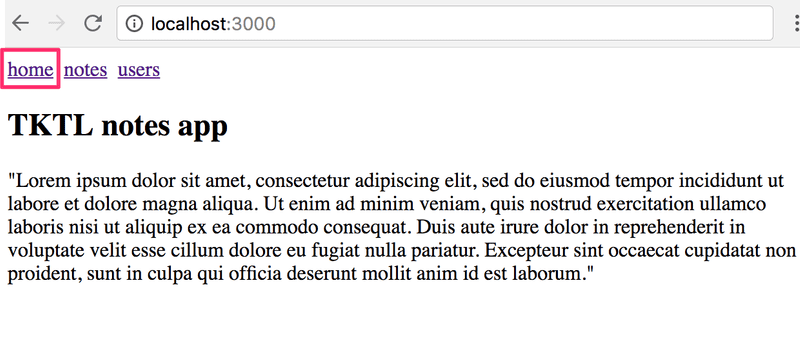 localhost:3000
home notes users
TKTL notes app
"Lorem ipsum dolor sit amet, consectetur adipiscing elit, sed do eiusmod tempor incididunt ut
labore et dolore magna aliqua. Ut enim ad minim veniam, quis nostrud exercitation ullamco
laboris nisi ut aliquip ex ea commodo consequat. Duis aute irure dolor in reprehenderit in
voluptate velit esse cillum dolore eu fugiat nulla pariatur. Excepteur sint occaecat cupidatat non
proident, sunt in culpa qui officia deserunt mollit anim id est laborum."